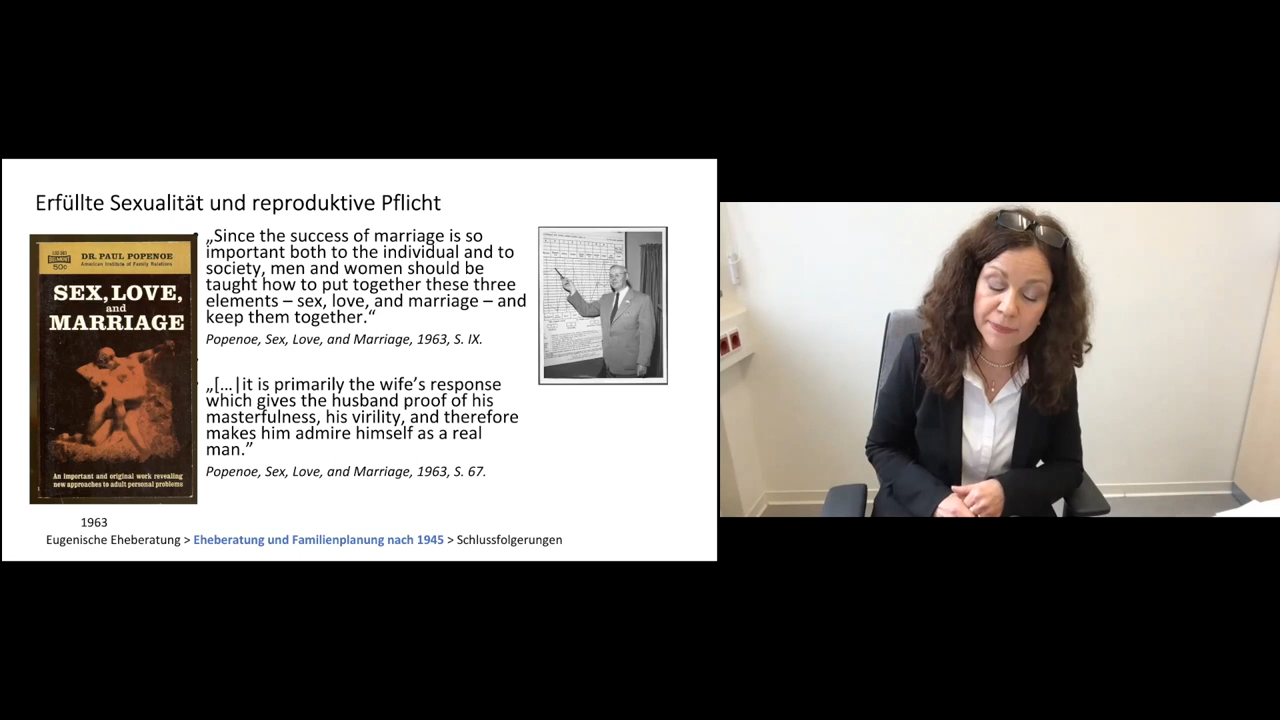 Erfüllte Sexualität und reproduktive Pflicht
50¢
DR. PAUL POPENOE
American Institute of Family Relations
SEX, LOVE,
and
MARRIAGE
An important and original work revealing
new approaches to adult personal problems
„Since the success of marriage is so
important both to the individual and to
society, men and women should be
taught how to put together these three
elements – sex, love, and marriage – and
keep them together.“
Popenoe, Sex, Love, and Marriage, 1963, S. IX.
„[...|it is primarily the wife’s response
which gives the husband proof of his
masterfulness, his virility, and therefore
makes him admire himself as a real
man.”
Popenoe, Sex, Love, and Marriage, 1963, S. 67.
1963
Eugenische Eheberatung > Eheberatung und Familienplanung nach 1945 > Schlussfolgerungen